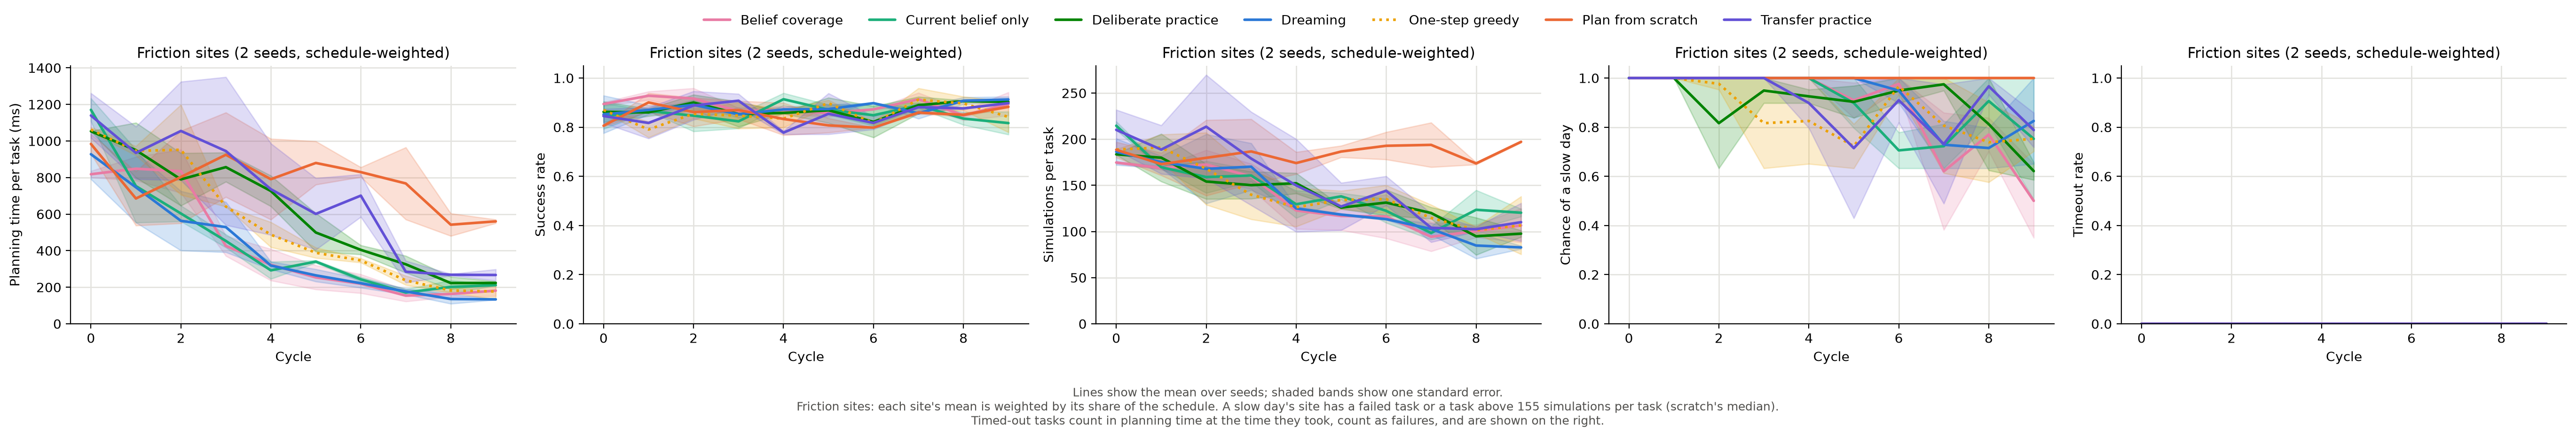 Belief coverage Current belief only Deliberate practice Dreaming One-step greedy Plan from scratch Transfer practice
Friction sites (2 seeds, schedule-weighted)
Planning time per task (ms)
1400
1200
1000
800
600
400
200
0
0 2 4 6 8
Cycle
Friction sites (2 seeds, schedule-weighted)
Success rate
1.0
0.8
0.6
0.4
0.2
0.0
0 2 4 6 8
Cycle
Friction sites (2 seeds, schedule-weighted)
Simulations per task
250
200
150
100
50
0
0 2 4 6 8
Cycle
Friction sites (2 seeds, schedule-weighted)
Chance of a slow day
1.0
0.8
0.6
0.4
0.2
0.0
0 2 4 6 8
Cycle
Friction sites (2 seeds, schedule-weighted)
Timeout rate
1.0
0.8
0.6
0.4
0.2
0.0
0 2 4 6 8
Cycle
Lines show the mean over seeds; shaded bands show one standard error.
Friction sites: each site's mean is weighted by its share of the schedule. A slow day's site has a failed task or a task above 155 simulations per task (scratch's median).
Timed-out tasks count in planning time at the time they took, count as failures, and are shown on the right.